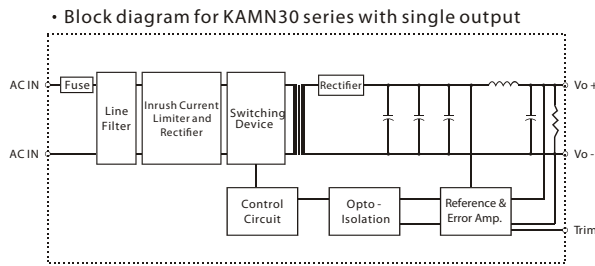 • Block diagram for KAMN30 series with single output
AC IN
Fuse
Line
Filter
Inrush Current
Limiter and
Rectifier
Switching
Device
Rectifier
Vo +
AC IN
Vo -
Control
Circuit
Opto -
Isolation
Reference &
Error Amp.
Trim